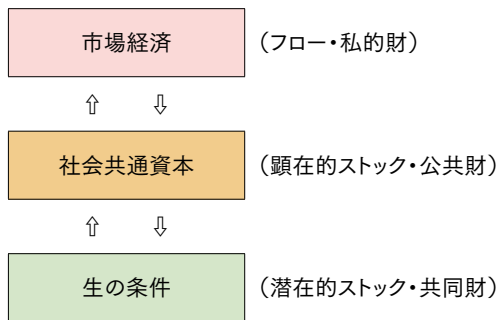 市場経済 （フロー・私的財）
⇧ ⇩
社会共通資本 （顕在的ストック・公共財）
⇧ ⇩
生の条件 （潜在的ストック・共同財）